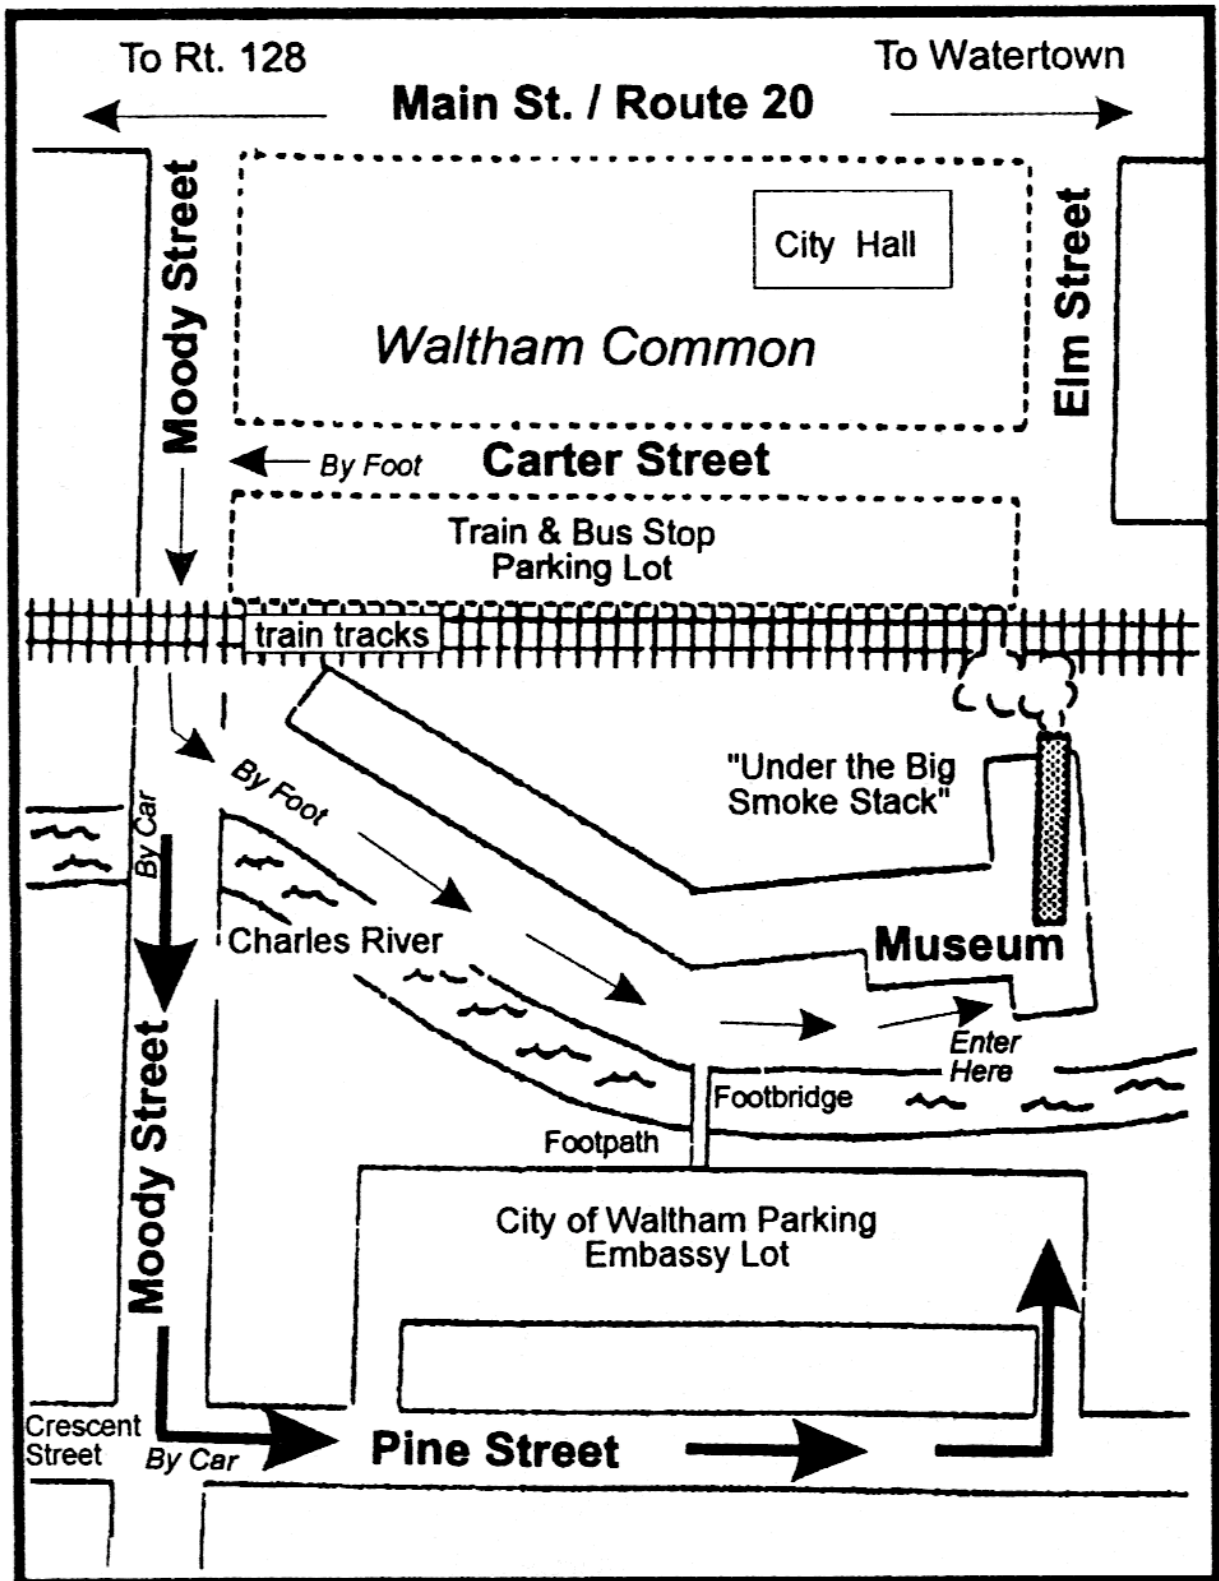 To Rt. 128
To Watertown
Main St. / Route 20
Moody Street
City Hall
Elm Street
Waltham Common
By Foot
Carter Street
Train & Bus Stop
Parking Lot
train tracks
By Foot
"Under the Big
Smoke Stack"
By Car
Charles River
Museum
Enter
Here
Footbridge
Footpath
Moody Street
City of Waltham Parking
Embassy Lot
Crescent
Street
By Car
Pine Street